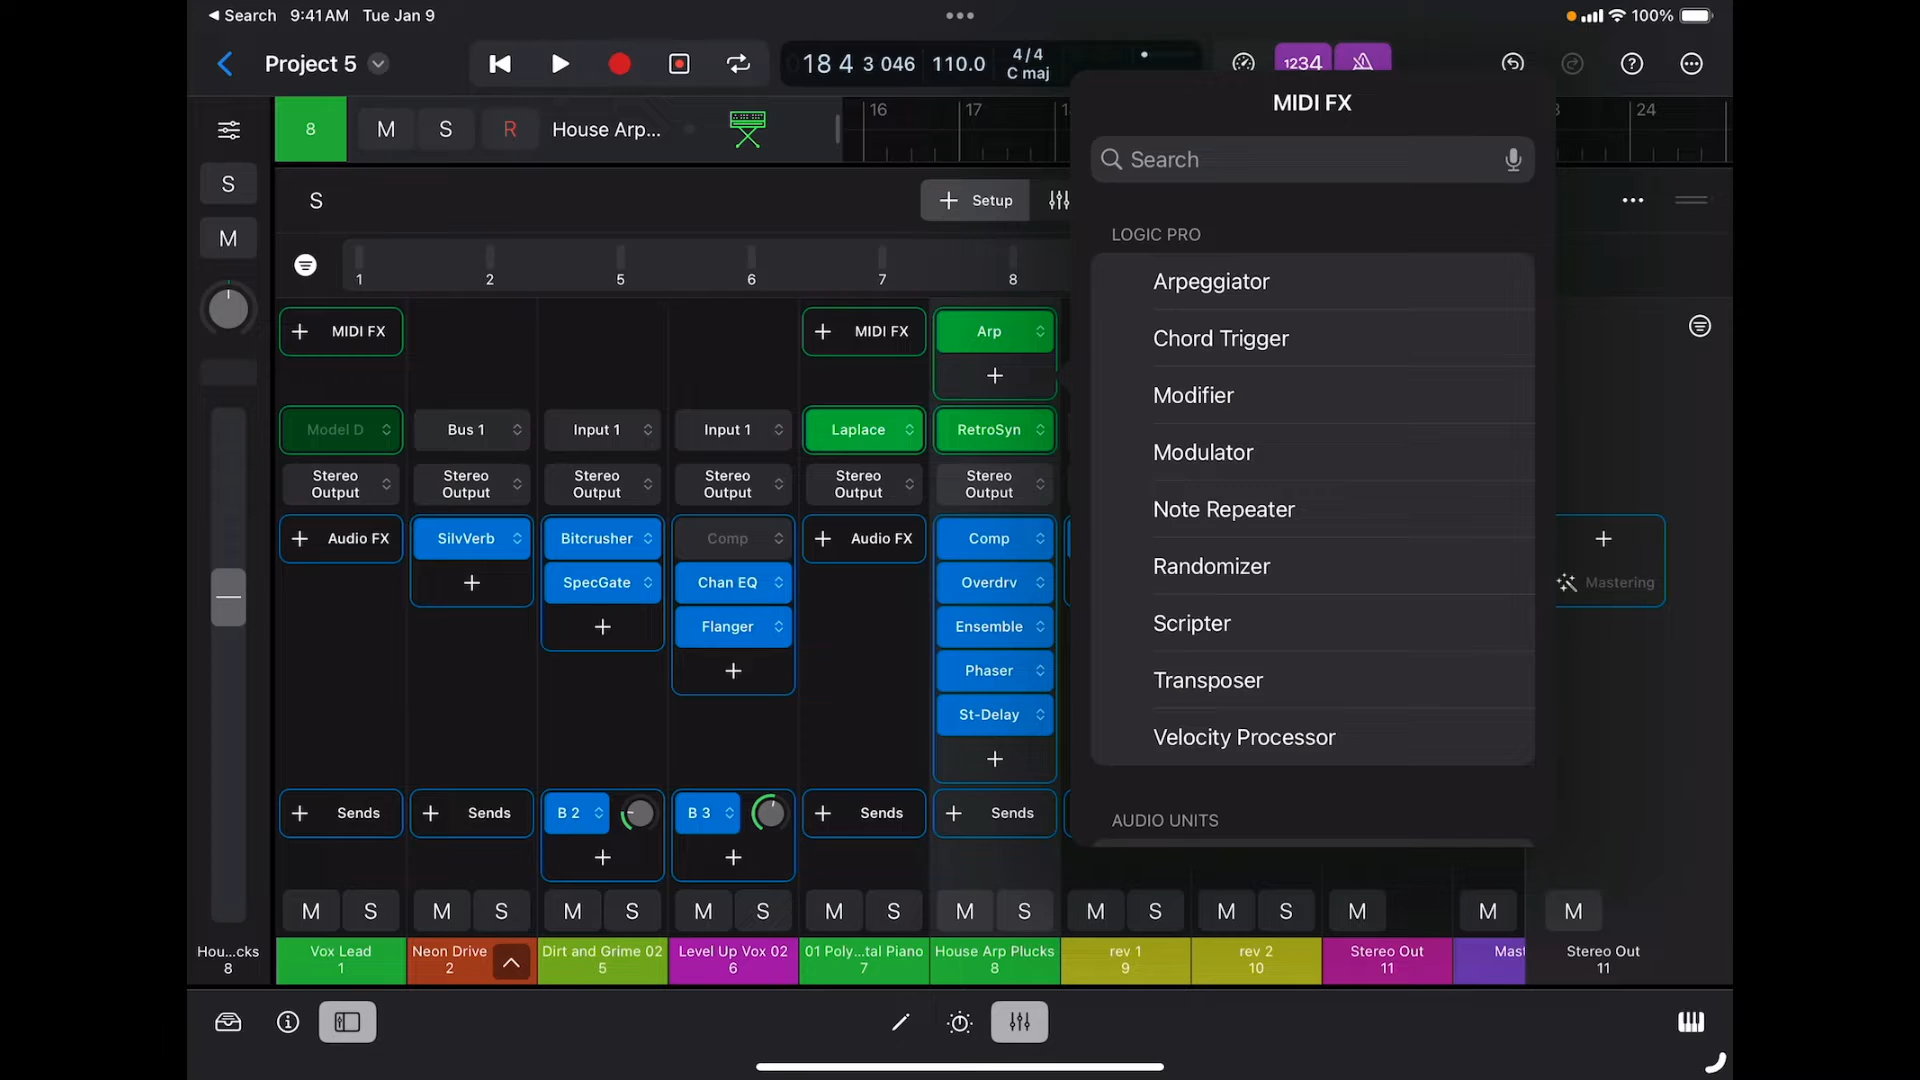 Search 9:41 AM Tue Jan 9
100%
Project 5
18 4 3 046 110.0 4/4 C maj
1234
8 M S R House Arp...
16 17 24
MIDI FX
Search
S
M
S
Setup
1 2 5 6 7 8
LOGIC PRO
Arpeggiator
Chord Trigger
Modifier
Modulator
Note Repeater
Randomizer
Scripter
Transposer
Velocity Processor
AUDIO UNITS
MIDI FX MIDI FX Arp
Model D Bus 1 Input 1 Input 1 Laplace RetroSyn
Stereo Output Stereo Output Stereo Output Stereo Output Stereo Output Stereo Output
Audio FX SilvVerb Bitcrusher Comp Audio FX Comp
SpecGate Chan EQ Overdrv
Mastering
Flanger Ensemble
Phaser
St-Delay
Sends Sends B 2 B 3 Sends Sends
M S M S M S M S M S M S M S M S M M M
Hou...cks Vox Lead Neon Drive Dirt and Grime 02 Level Up Vox 02 01 Poly...tal Piano House Arp Plucks rev 1 rev 2 Stereo Out Mast Stereo Out
8 1 2 5 6 7 8 9 10 11 11